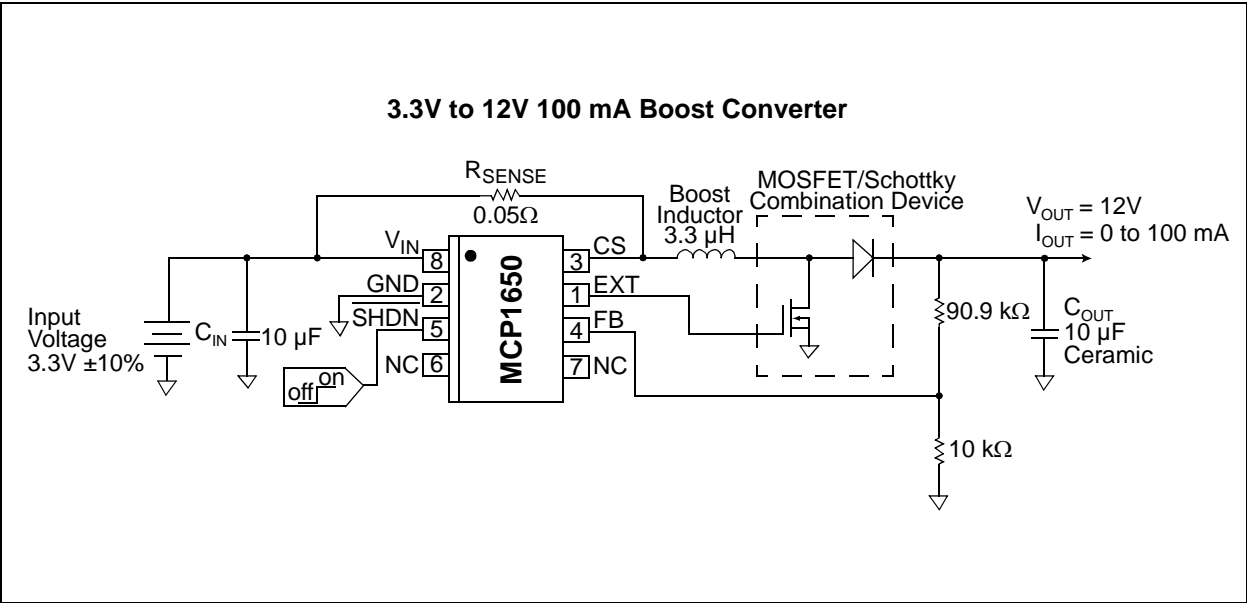 3.3V to 12V 100 mA Boost Converter
RSENSE
0.05Ω
Boost
Inductor
3.3 µH
MOSFET/Schottky
Combination Device
VOUT = 12V
IOUT = 0 to 100 mA
VIN
8
GND
2
SHDN
5
NC
6
MCP1650
3
CS
1
EXT
4
FB
7
NC
Input
Voltage
3.3V ±10%
CIN
10 µF
off
on
90.9 kΩ
COUT
10 µF
Ceramic
10 kΩ